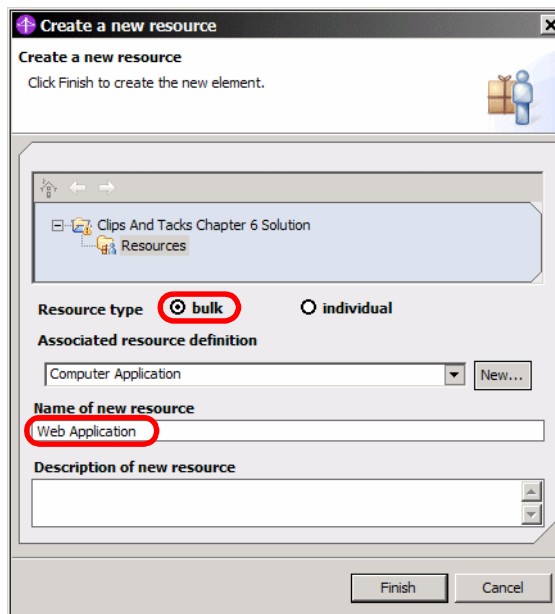 Create a new resource
Create a new resource
Click Finish to create the new element.
Clips And Tacks Chapter 6 Solution
Resources
Resource type bulk individual
Associated resource definition
Computer Application New...
Name of new resource
Web Application
Description of new resource
Finish Cancel